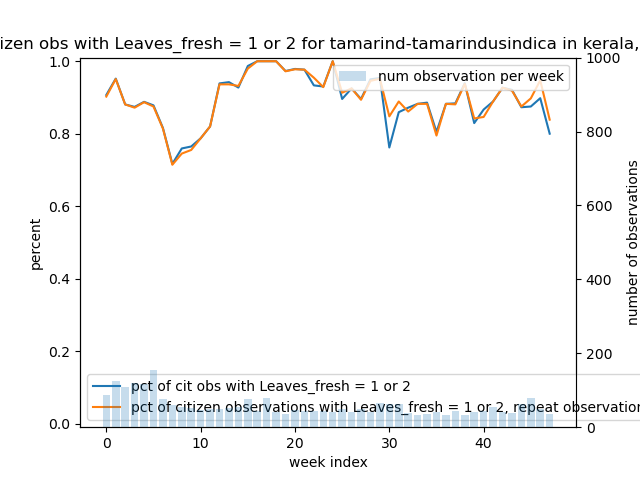 izen obs with Leaves_fresh = 1 or 2 for tamarind-tamarindusindica in kerala,
1.0
0.8
0.6
0.4
0.2
0.0
percent
1000
800
600
400
200
0
number of observations
num observation per week
pct of cit obs with Leaves_fresh = 1 or 2
pct of citizen observations with Leaves_fresh = 1 or 2, repeat observation
0 10 20 30 40
week index